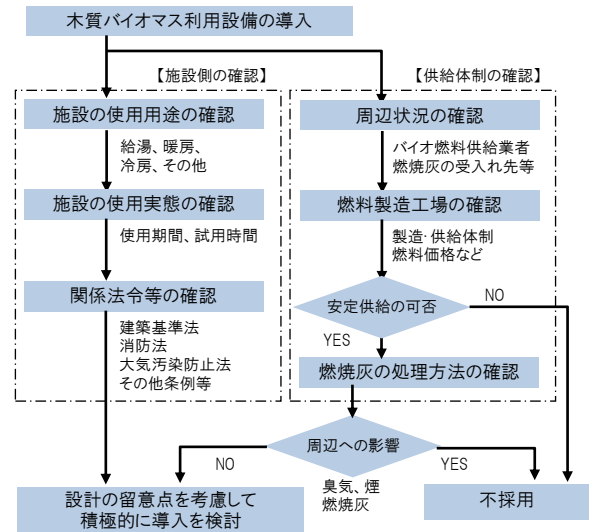 木質バイオマス利用設備の導入
【施設側の確認】
施設の使用用途の確認
給湯、暖房、
冷房、その他
施設の使用実態の確認
使用期間、試用時間
関係法令等の確認
建築基準法
消防法
大気汚染防止法
その他条例等
【供給体制の確認】
周辺状況の確認
バイオ燃料供給業者
燃焼灰の受入れ先等
燃料製造工場の確認
製造・供給体制
燃料価格など
安定供給の可否
NO
YES
燃焼灰の処理方法の確認
周辺への影響
NO
YES
臭気、煙
燃焼灰
設計の留意点を考慮して
積極的に導入を検討
不採用